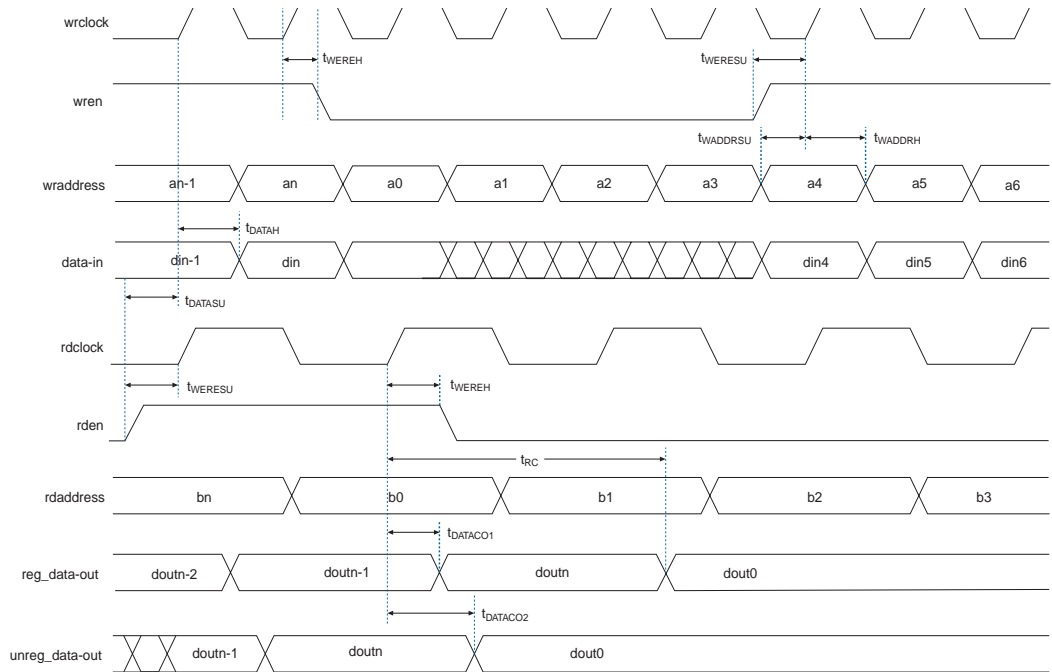 wrclock
tWEREH tWERESU
wren
tWADDRSU tWADDRH
wraddress an-1 an a0 a1 a2 a3 a4 a5 a6
tDATAH
data-in din-1 din din4 din5 din6
tDATASU
rdclock
tWERESU tWEREH
rden
tRC
rdaddress bn b0 b1 b2 b3
tDATACO1
reg_data-out doutn-2 doutn-1 doutn dout0
tDATACO2
unreg_data-out doutn-1 doutn dout0